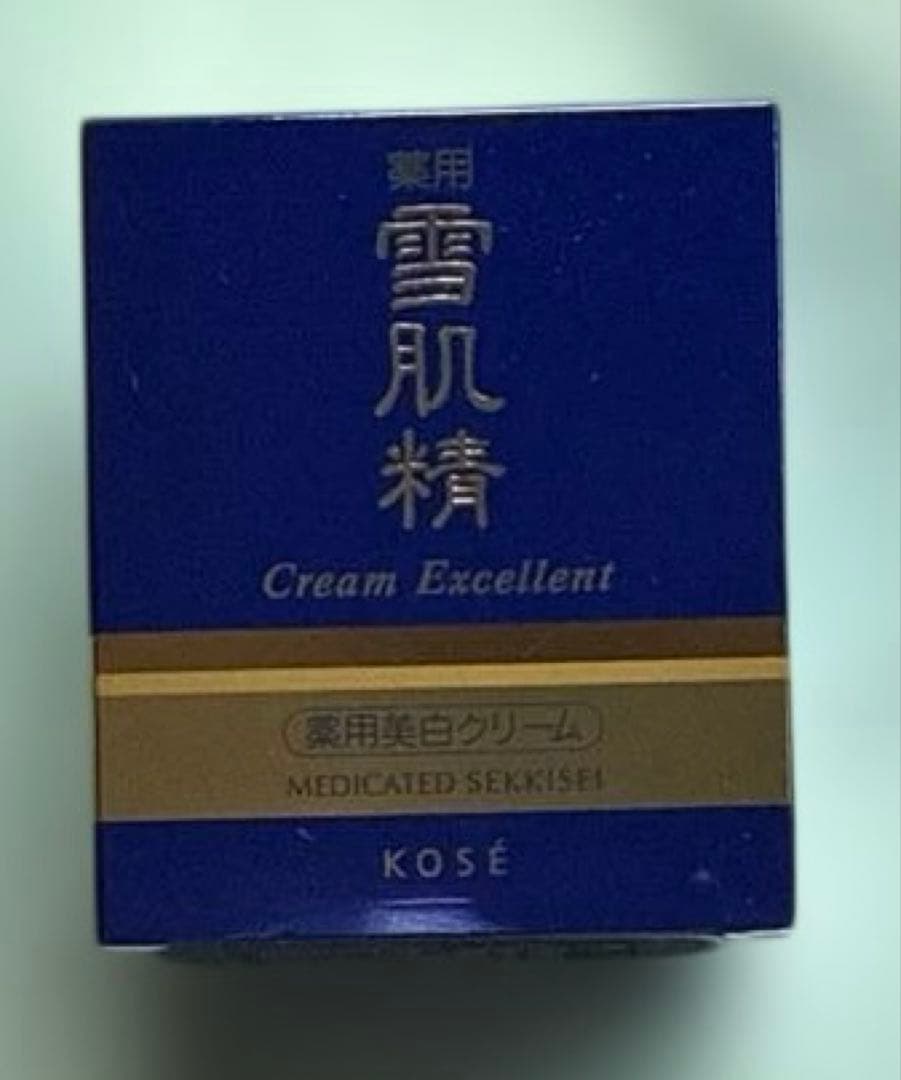 薬用
雪肌精
Cream Excellent
薬用美白クリーム
MEDICATED SEKKISEI
KOSÉ